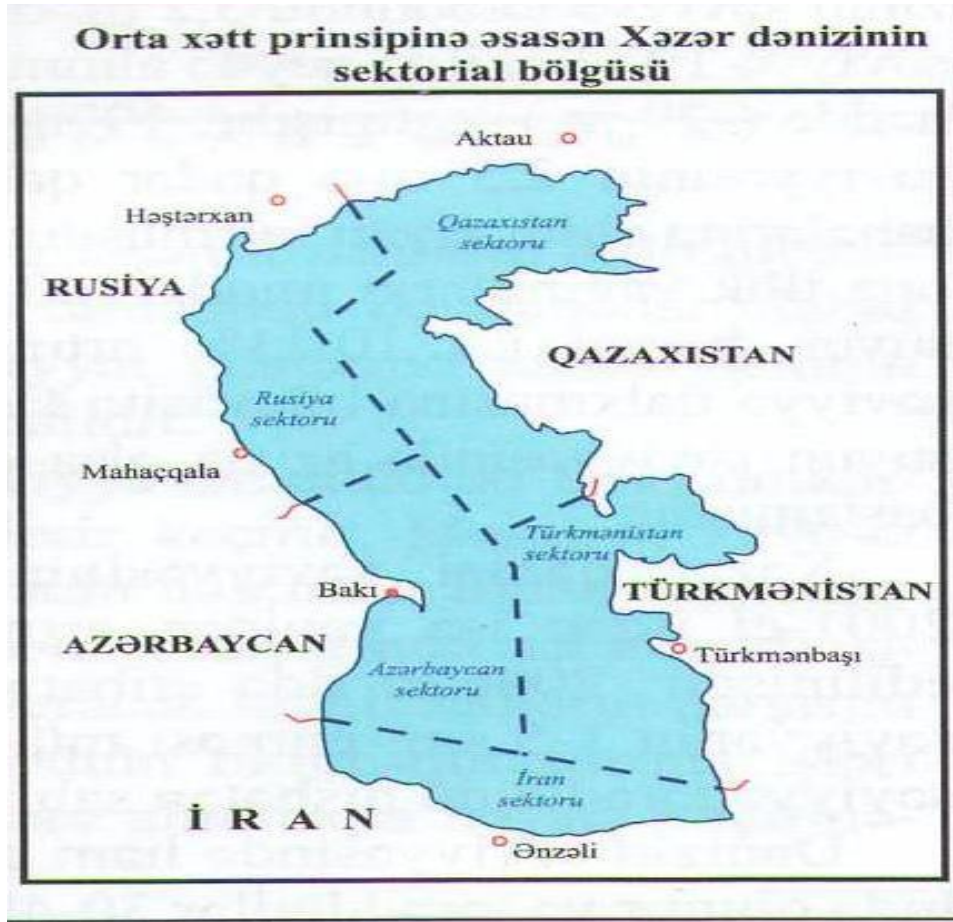 Orta xətt prinsipinə əsasən Xəzər dənizinin
sektorial bölgüsü
Aktau
Həştərxan
Qazaxıstan
sektoru
RUSİYA
QAZAXISTAN
Rusiya
sektoru
Mahaçqala
Türkmənistan
sektoru
Bakı
TÜRKMƏNİSTAN
AZƏRBAYCAN
Türkmənbaşı
Azərbaycan
sektoru
İran
sektoru
İRAN
Ənzəli